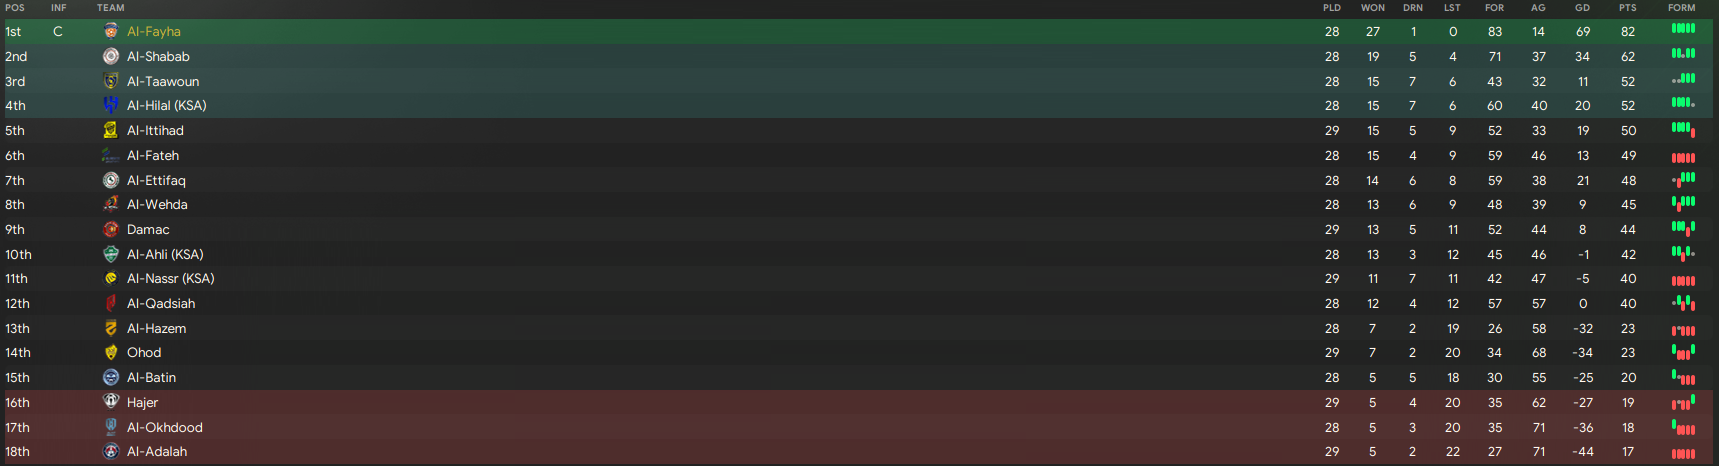 POS INF TEAM PLD WON DRN LST FOR AG GD PTS FORM
1st C Al-Fayha 28 27 1 0 83 14 69 82
2nd Al-Shabab 28 19 5 4 71 37 34 62
3rd Al-Taawoun 28 15 7 6 43 32 11 52
4th Al-Hilal (KSA) 28 15 7 6 60 40 20 52
5th Al-Ittihad 29 15 5 9 52 33 19 50
6th Al-Fateh 28 15 4 9 59 46 13 49
7th Al-Ettifaq 28 14 6 8 59 38 21 48
8th Al-Wehda 28 13 6 9 48 39 9 45
9th Damac 29 13 5 11 52 44 8 44
10th Al-Ahli (KSA) 28 13 3 12 45 46 -1 42
11th Al-Nassr (KSA) 29 11 7 11 42 47 -5 40
12th Al-Qadsiah 28 12 4 12 57 57 0 40
13th Al-Hazem 28 7 2 19 26 58 -32 23
14th Ohod 29 7 2 20 34 68 -34 23
15th Al-Batin 28 5 5 18 30 55 -25 20
16th Hajer 29 5 4 20 35 62 -27 19
17th Al-Okhdood 28 5 3 20 35 71 -36 18
18th Al-Adalah 29 5 2 22 27 71 -44 17